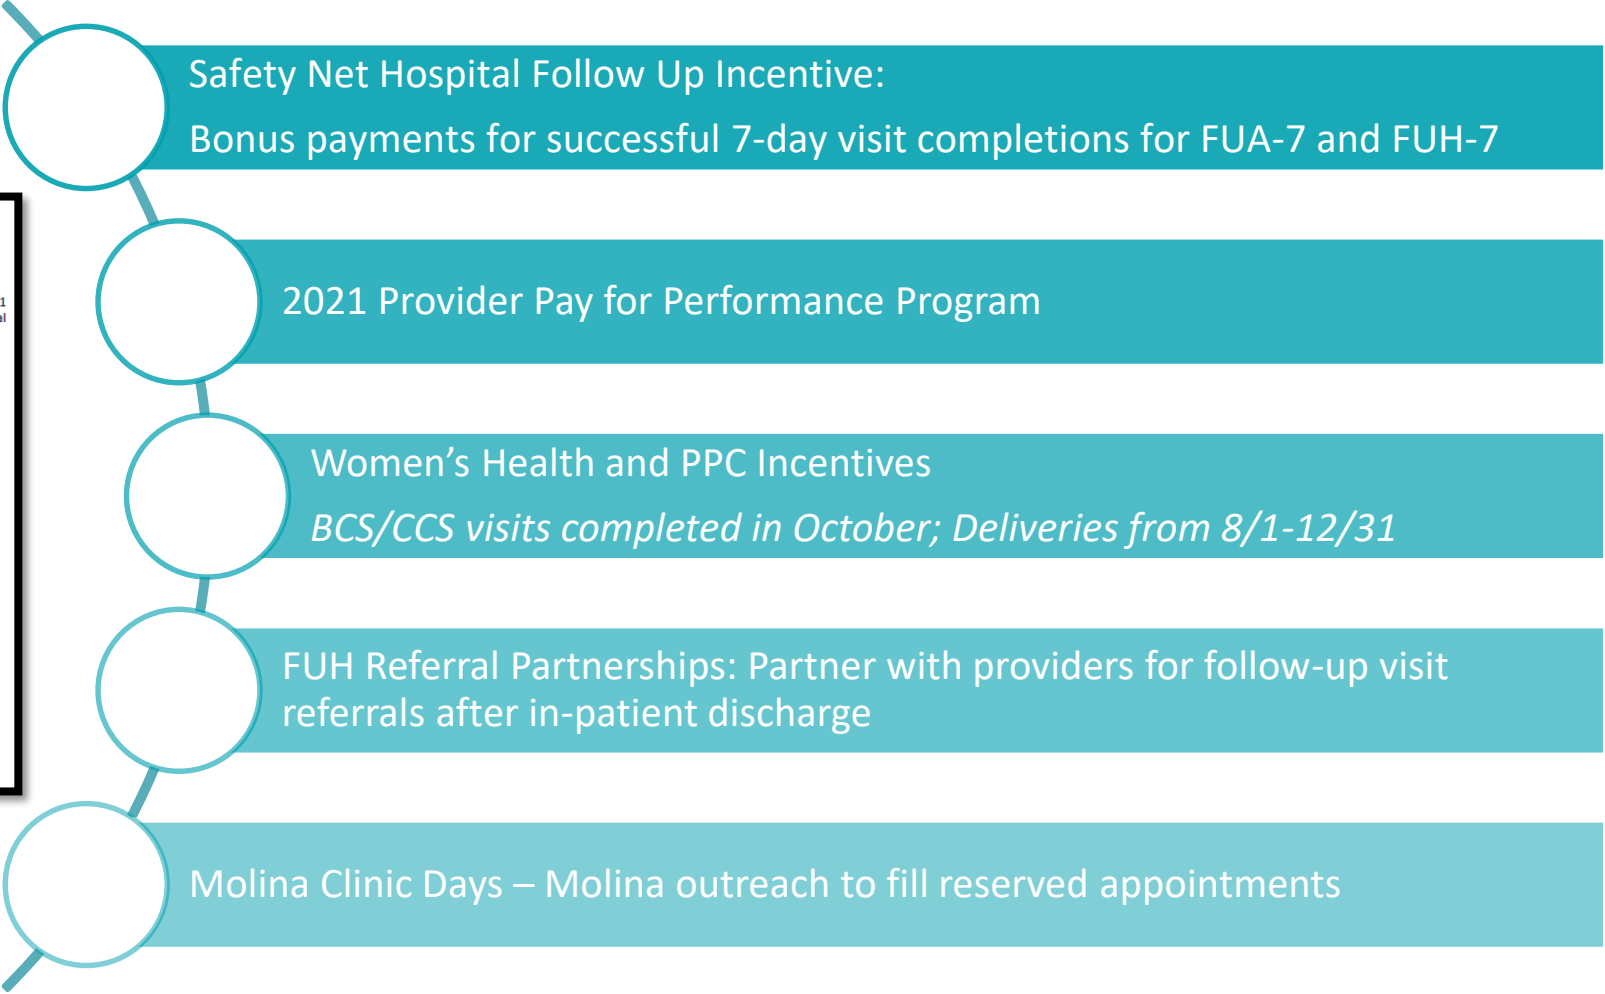 Safety Net Hospital Follow Up Incentive:
Bonus payments for successful 7-day visit completions for FUA-7 and FUH-7
1
al
2021 Provider Pay for Performance Program
Women’s Health and PPC Incentives
BCS/CCS visits completed in October; Deliveries from 8/1-12/31
FUH Referral Partnerships: Partner with providers for follow-up visit
referrals after in-patient discharge
Molina Clinic Days – Molina outreach to fill reserved appointments